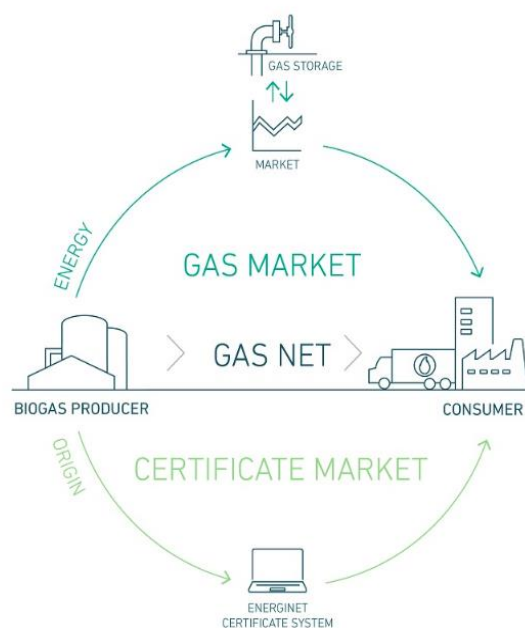 GAS STORAGE
MARKET
ENERGY
GAS MARKET
GAS NET
BIOGAS PRODUCER
CONSUMER
ORIGIN
CERTIFICATE MARKET
ENERGINET
CERTIFICATE SYSTEM